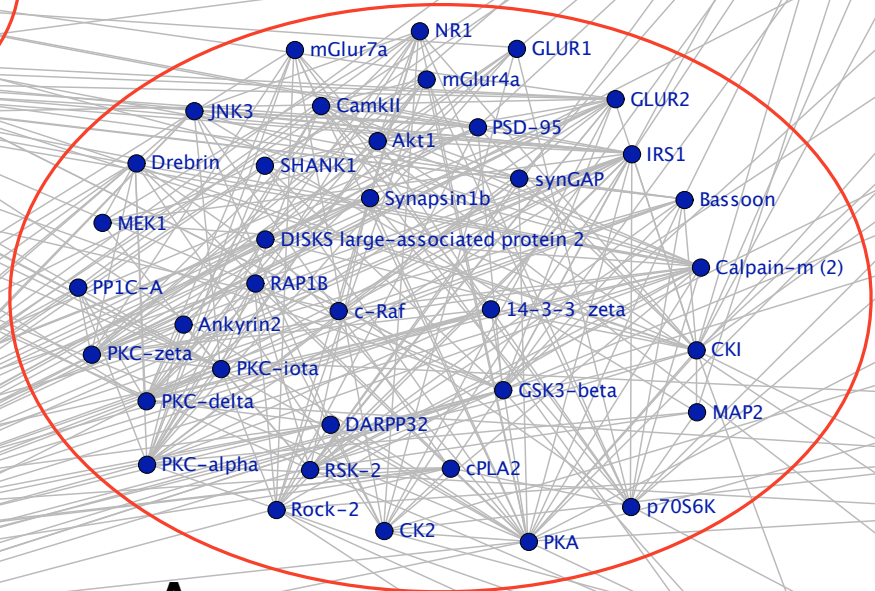 NR1
mGlur7a
GLUR1
mGlur4a
GLUR2
CamkII
JNK3
PSD-95
Akt1
IRS1
Drebrin
SHANK1
synGAP
Synapsin1b
Bassoon
MEK1
DISKS large-associated protein 2
Calpain-m (2)
RAP1B
PP1C-A
c-Raf
14-3-3 zeta
Ankyrin2
CKI
PKC-zeta
PKC-iota
GSK3-beta
PKC-delta
MAP2
DARPP32
PKC-alpha
RSK-2
cPLA2
Rock-2
p70S6K
CK2
PKA